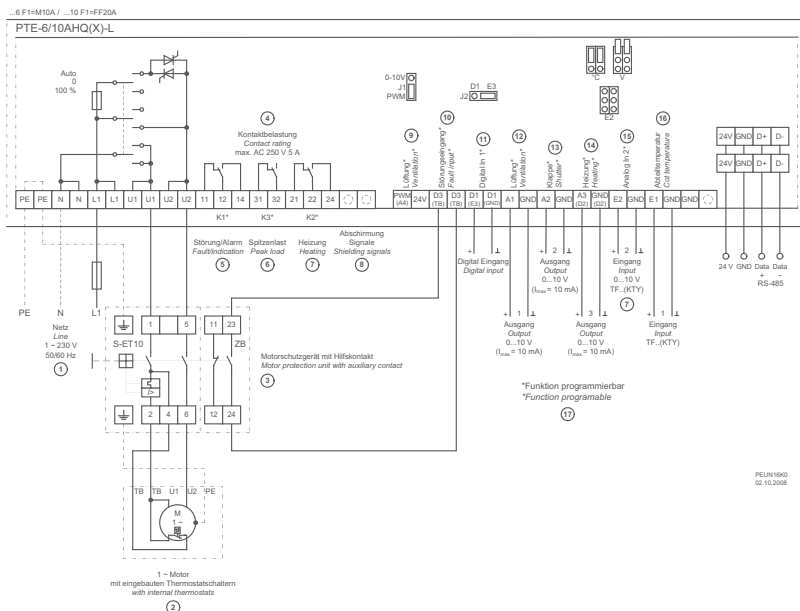 ...6 F1=M10A / ...10 F1=FF20A
PTE-6/10AHQ(X)-L
Auto
0
100 %
0-10V
J1
PWM
D1 E3
J2
°C
V
E2
4
Kontaktbelastung
Contact rating
max. AC 250 V 5 A
9
Lüftung*
Ventilation*
10
Störungseingang*
Fault input*
11
Digital In 1*
12
Lüftung*
Ventilation*
13
Klappe*
Shutter*
14
Heizung*
Heating*
15
Analog In 2*
16
Abteiltemperatur
Cot temperature
24V GND D+ D-
24V GND D+ D-
PE PE N N L1 L1 U1 U1 U2 U2 11 12 14 31 32 21 22 24
PWM (A4) 24V D3 (TB) D3 (TB) D1 (E3) D1 (GND) A1 GND A2 GND A3 (D2) GND (D2) E2 GND E1 GND GND
K1* K3* K2*
Störung/Alarm
Fault/indication
5
Spitzenlast
Peak load
6
Heizung
Heating
7
Abschirmung
Signale
Shielding signals
8
+ ⊥
Digital Eingang
Digital input
+ 1 ⊥
Ausgang
Output
0...10 V
(Imax = 10 mA)
+ 2 ⊥
Ausgang
Output
0...10 V
(Imax = 10 mA)
+ 3 ⊥
Ausgang
Output
0...10 V
(Imax = 10 mA)
+ 2 ⊥
Eingang
Input
0...10 V
TF..(KTY)
7
+ 1 ⊥
Eingang
Input
TF..(KTY)
24 V GND Data + Data -
RS-485
PE N L1
Netz
Line
1 ~ 230 V
50/60 Hz
1
1 5 11 23
S-ET10 ZB
I>
2 4 6 12 24
Motorschutzgerät mit Hilfskontakt
Motor protection unit with auxiliary contact
3
*Funktion programmierbar
*Function programable
17
TB TB U1 U2 PE
M
1 ~
1 ~ Motor
mit eingebauten Thermostatschaltern
with internal thermostats
2
PEUN16K0
02.10.2008